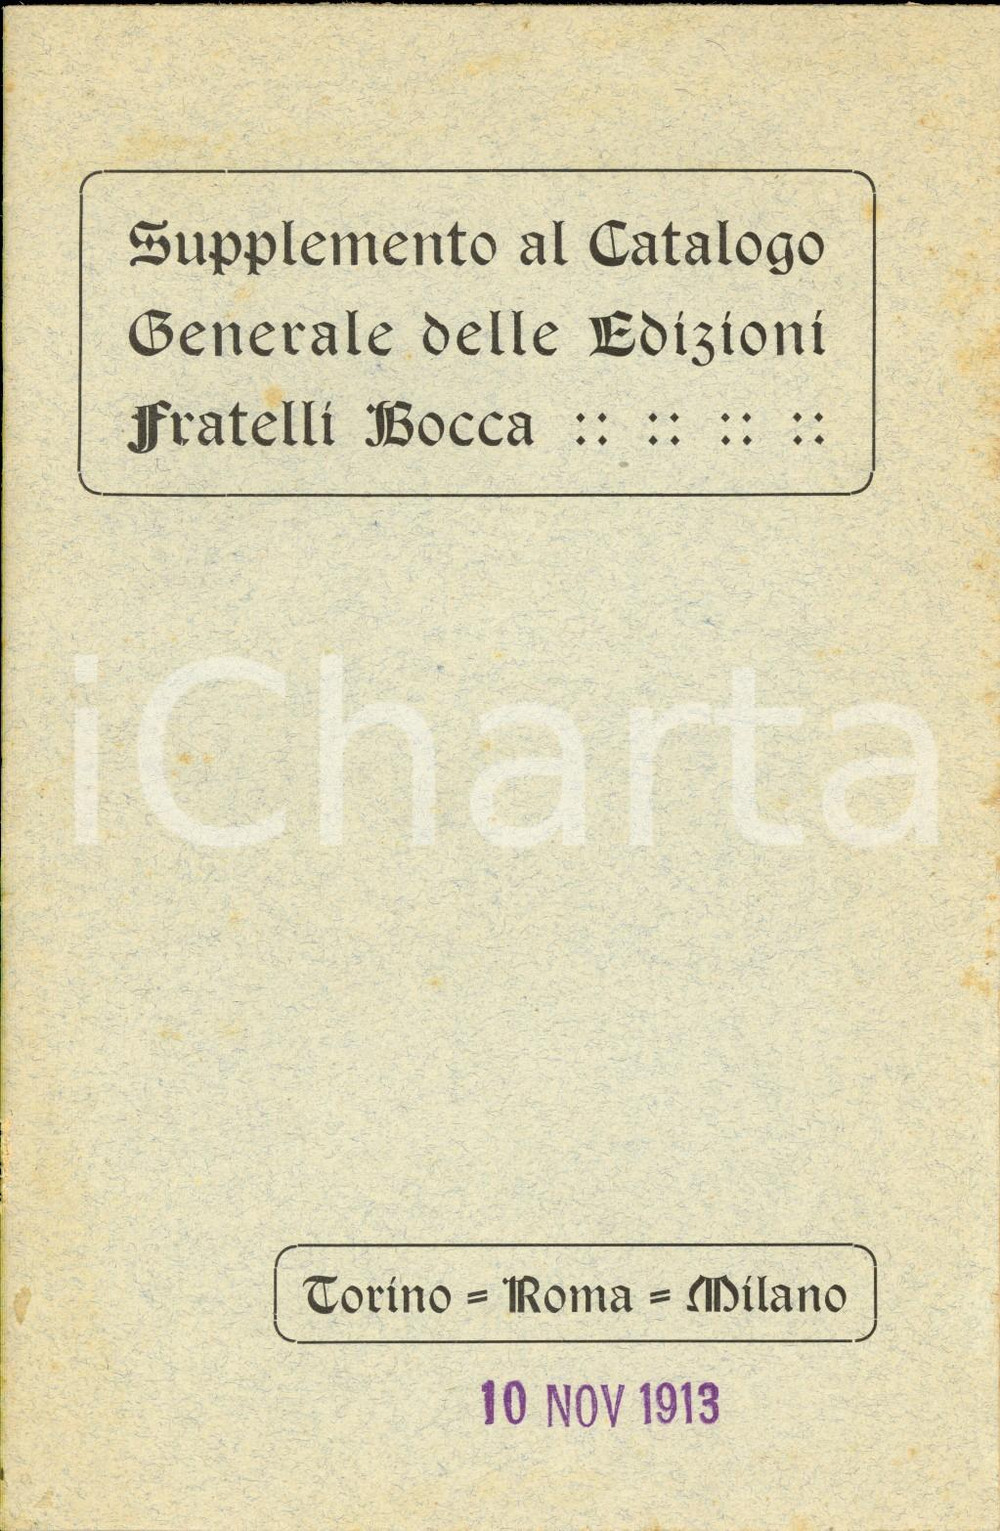 Supplemento al Catalogo
Generale delle Edizioni
Fratelli Bocca :: :: :: ::
iCharta
Torino = Roma = Milano
10 NOV 1913